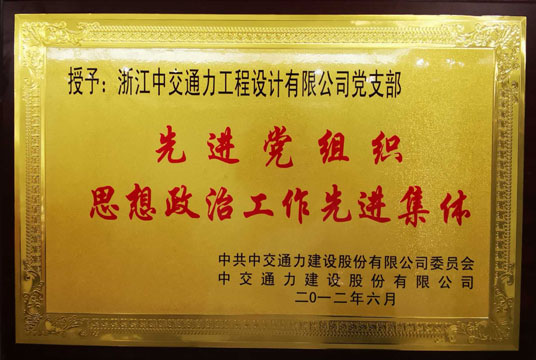 授予：浙江中交通力工程设计有限公司党支部
先进党组织
思想政治工作先进集体
中共中交通力建设股份有限公司委员会
中交通力建设股份有限公司
二〇一二年六月